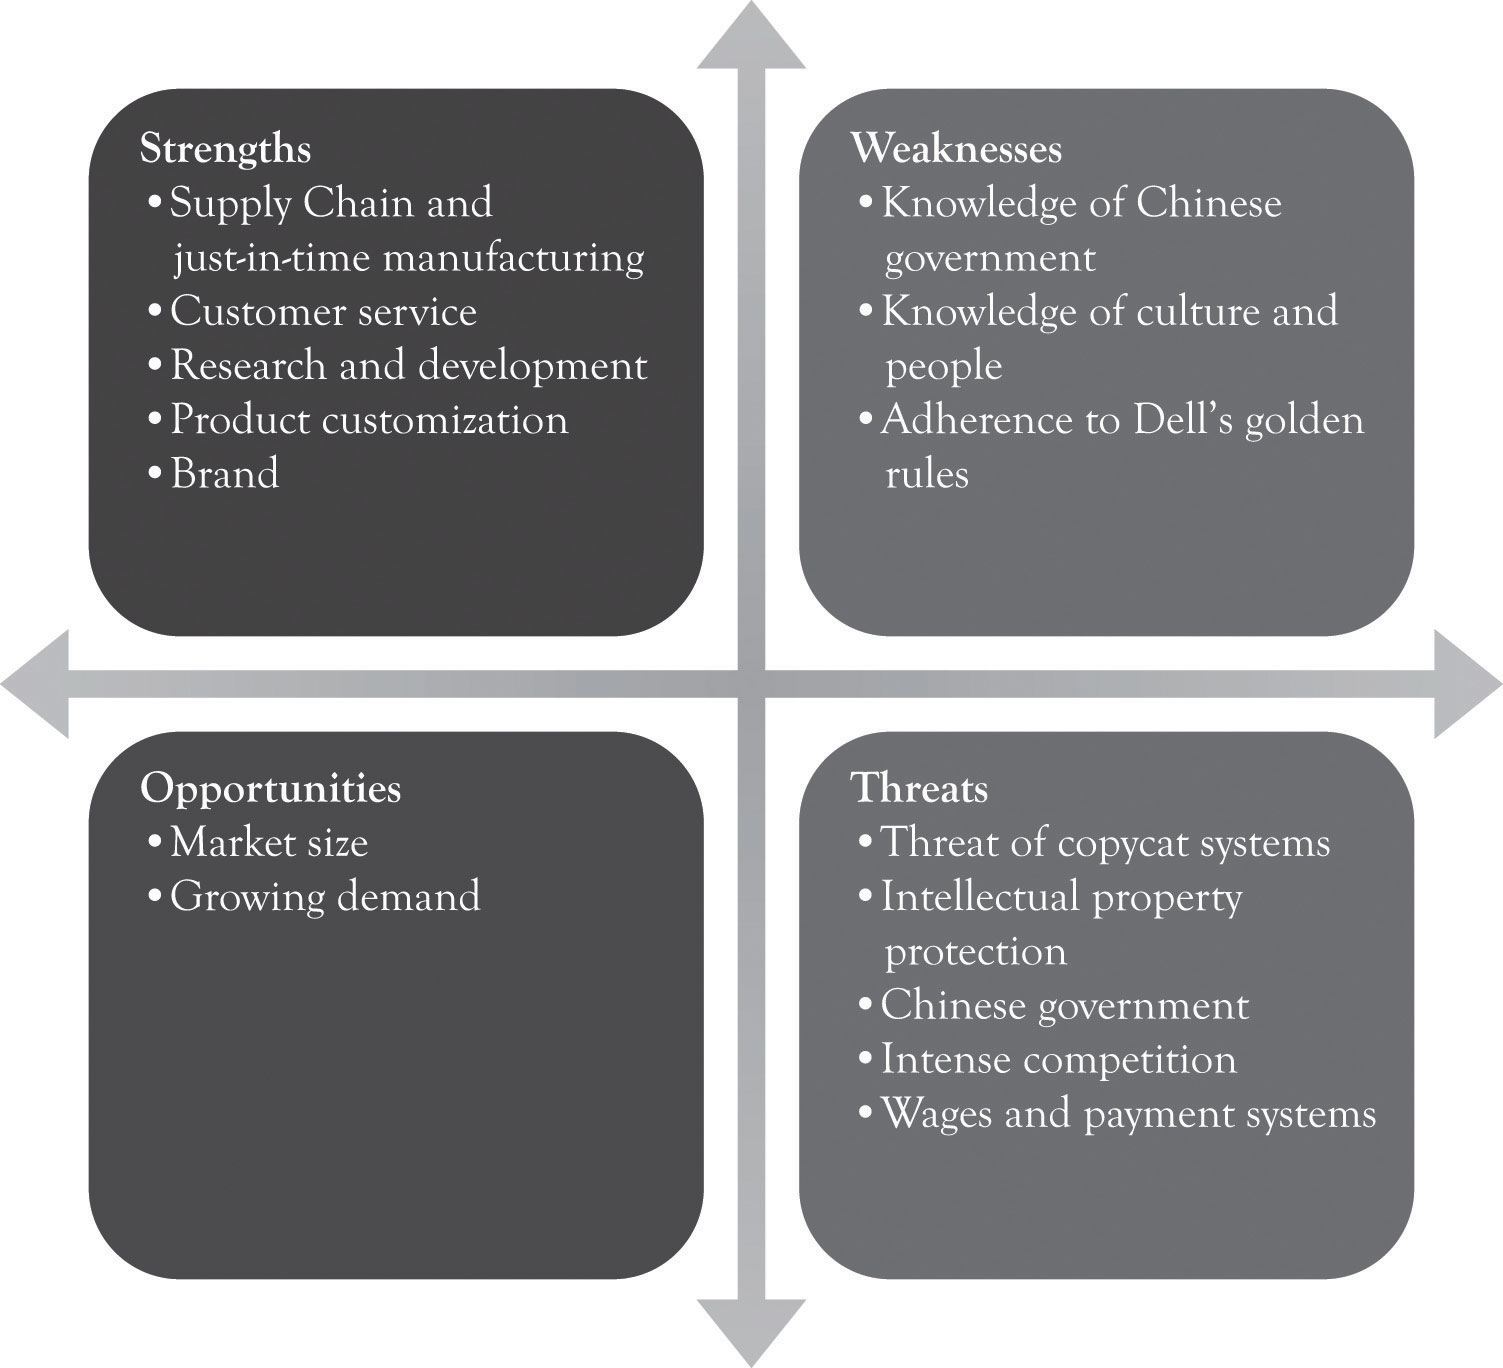 Strengths
•Supply Chain and
just-in-time manufacturing
•Customer service
•Research and development
•Product customization
•Brand
Weaknesses
•Knowledge of Chinese
government
•Knowledge of culture and
people
•Adherence to Dell’s golden
rules
Opportunities
•Market size
•Growing demand
Threats
•Threat of copycat systems
•Intellectual property
protection
•Chinese government
•Intense competition
•Wages and payment systems